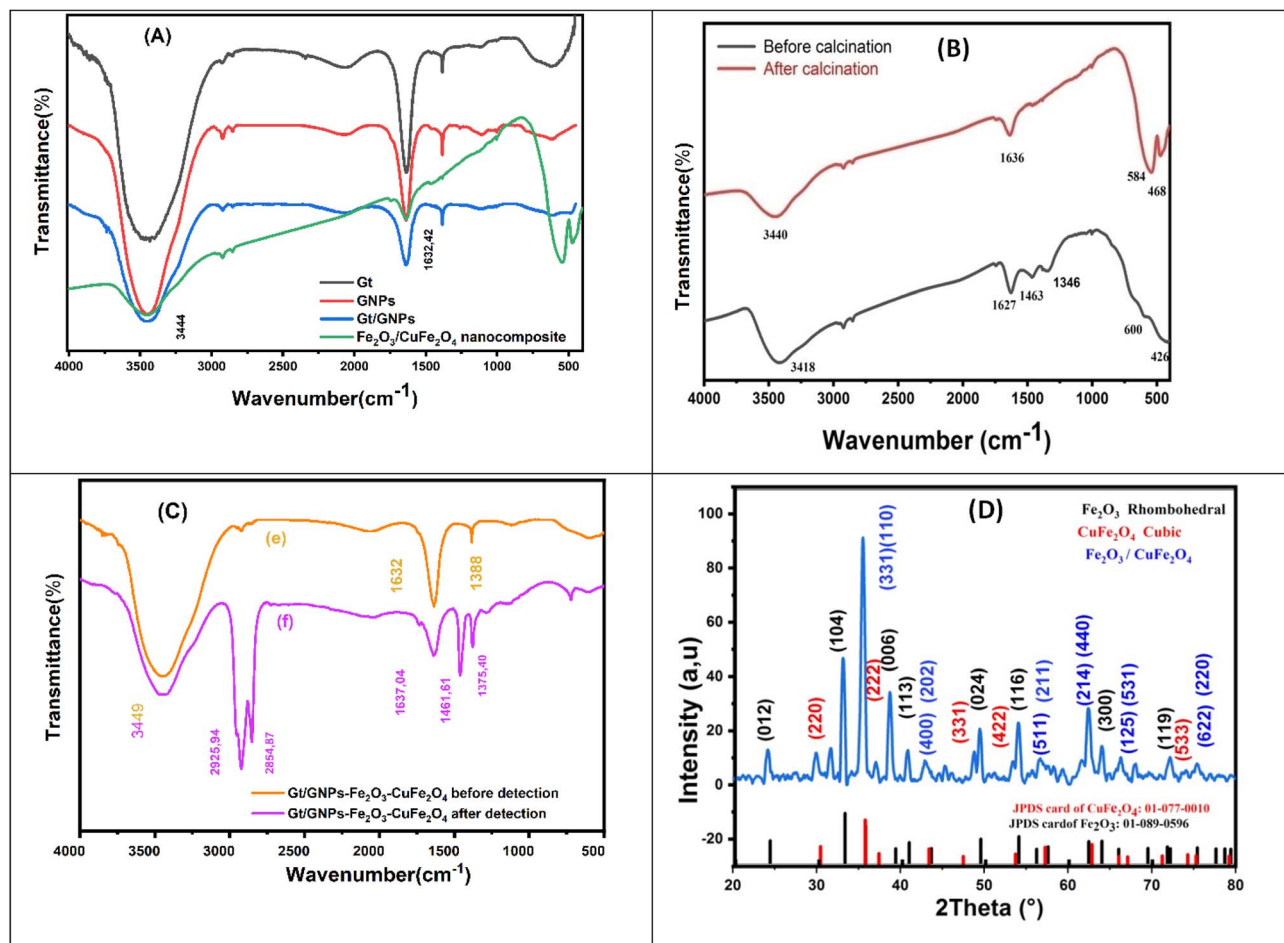 (A)
Transmittance(%)
3444
1632,42
Gt
GNPs
Gt/GNPs
Fe₂O₃/CuFe₂O₄ nanocomposite
4000 3500 3000 2500 2000 1500 1000 500
Wavenumber(cm⁻¹)
(B)
Before calcination
After calcination
Transmittance(%)
1636
584
468
3440
1627
1463
1346
600
426
3418
4000 3500 3000 2500 2000 1500 1000 500
Wavenumber (cm⁻¹)
(C)
Transmittance(%)
(e)
1632
1388
(f)
3449
2925,94
2854,87
1637,04
1461,61
1375,40
Gt/GNPs-Fe₂O₃-CuFe₂O₄ before detection
Gt/GNPs-Fe₂O₃-CuFe₂O₄ after detection
4000 3500 3000 2500 2000 1500 1000 500
Wavenumber(cm⁻¹)
(D)
Fe₂O₃ Rhombohedral
CuFe₂O₄ Cubic
Fe₂O₃ / CuFe₂O₄
Intensity (a,u)
100
80
60
40
20
0
-20
(012)
(220)
(104)
(331)(110)
(222)
(006)
(113)
(400) (202)
(331)
(024)
(422)
(116)
(511) (211)
(214) (440)
(300)
(125) (531)
(119)
(533)
(622) (220)
JPDS card of CuFe₂O₄: 01-077-0010
JPDS cardof Fe₂O₃: 01-089-0596
20 30 40 50 60 70 80
2Theta (°)